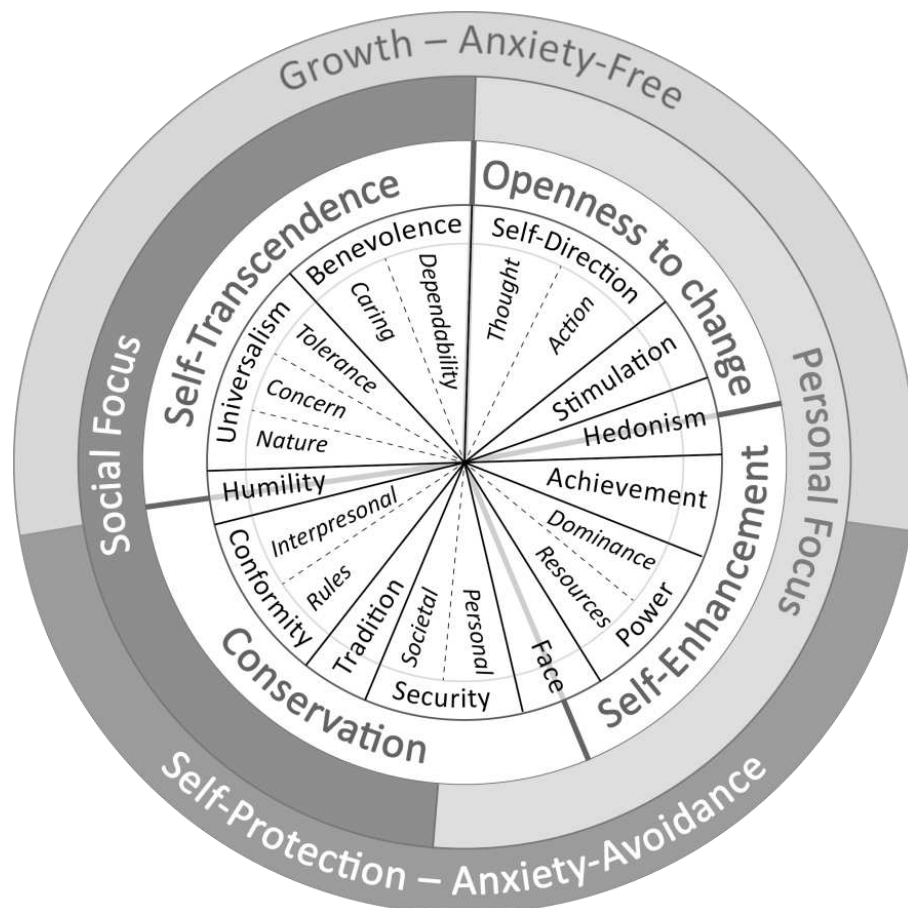 Growth – Anxiety-Free
Social Focus
Personal Focus
Self-Protection – Anxiety-Avoidance
Self-Transcendence
Openness to change
Self-Enhancement
Conservation
Benevolence
Caring
Dependability
Self-Direction
Thought
Action
Stimulation
Hedonism
Achievement
Dominance
Resources
Power
Face
Security
Personal
Societal
Tradition
Conformity
Rules
Interpresonal
Humility
Universalism
Nature
Concern
Tolerance